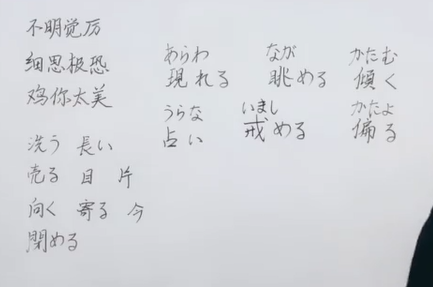 不明觉厉
细思极恐
鸡你太美
洗う 長い
売る 目 片
向く 寄る 今
閉める
あらわ なが かたむ
現れる 眺める 傾く
うらな いまし かたよ
占い 戒める 偏る